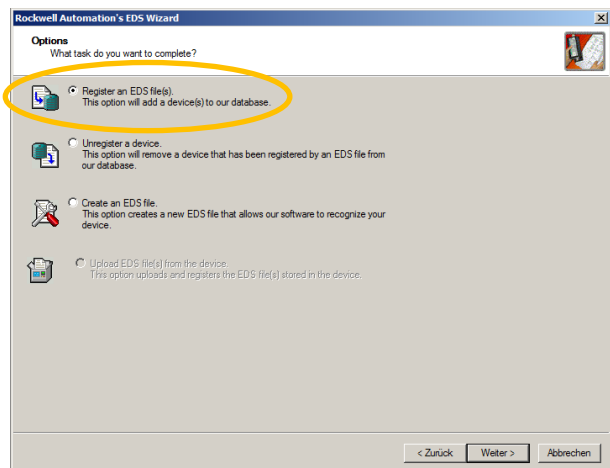 Rockwell Automation's EDS Wizard
Options
What task do you want to complete?
Register an EDS file(s).
This option will add a device(s) to our database.
Unregister a device.
This option will remove a device that has been registered by an EDS file from
our database.
Create an EDS file.
This option creates a new EDS file that allows our software to recognize your
device.
Upload EDS file(s) from the device.
This option uploads and registers the EDS file(s) stored in the device.
< Zurück Weiter > Abbrechen